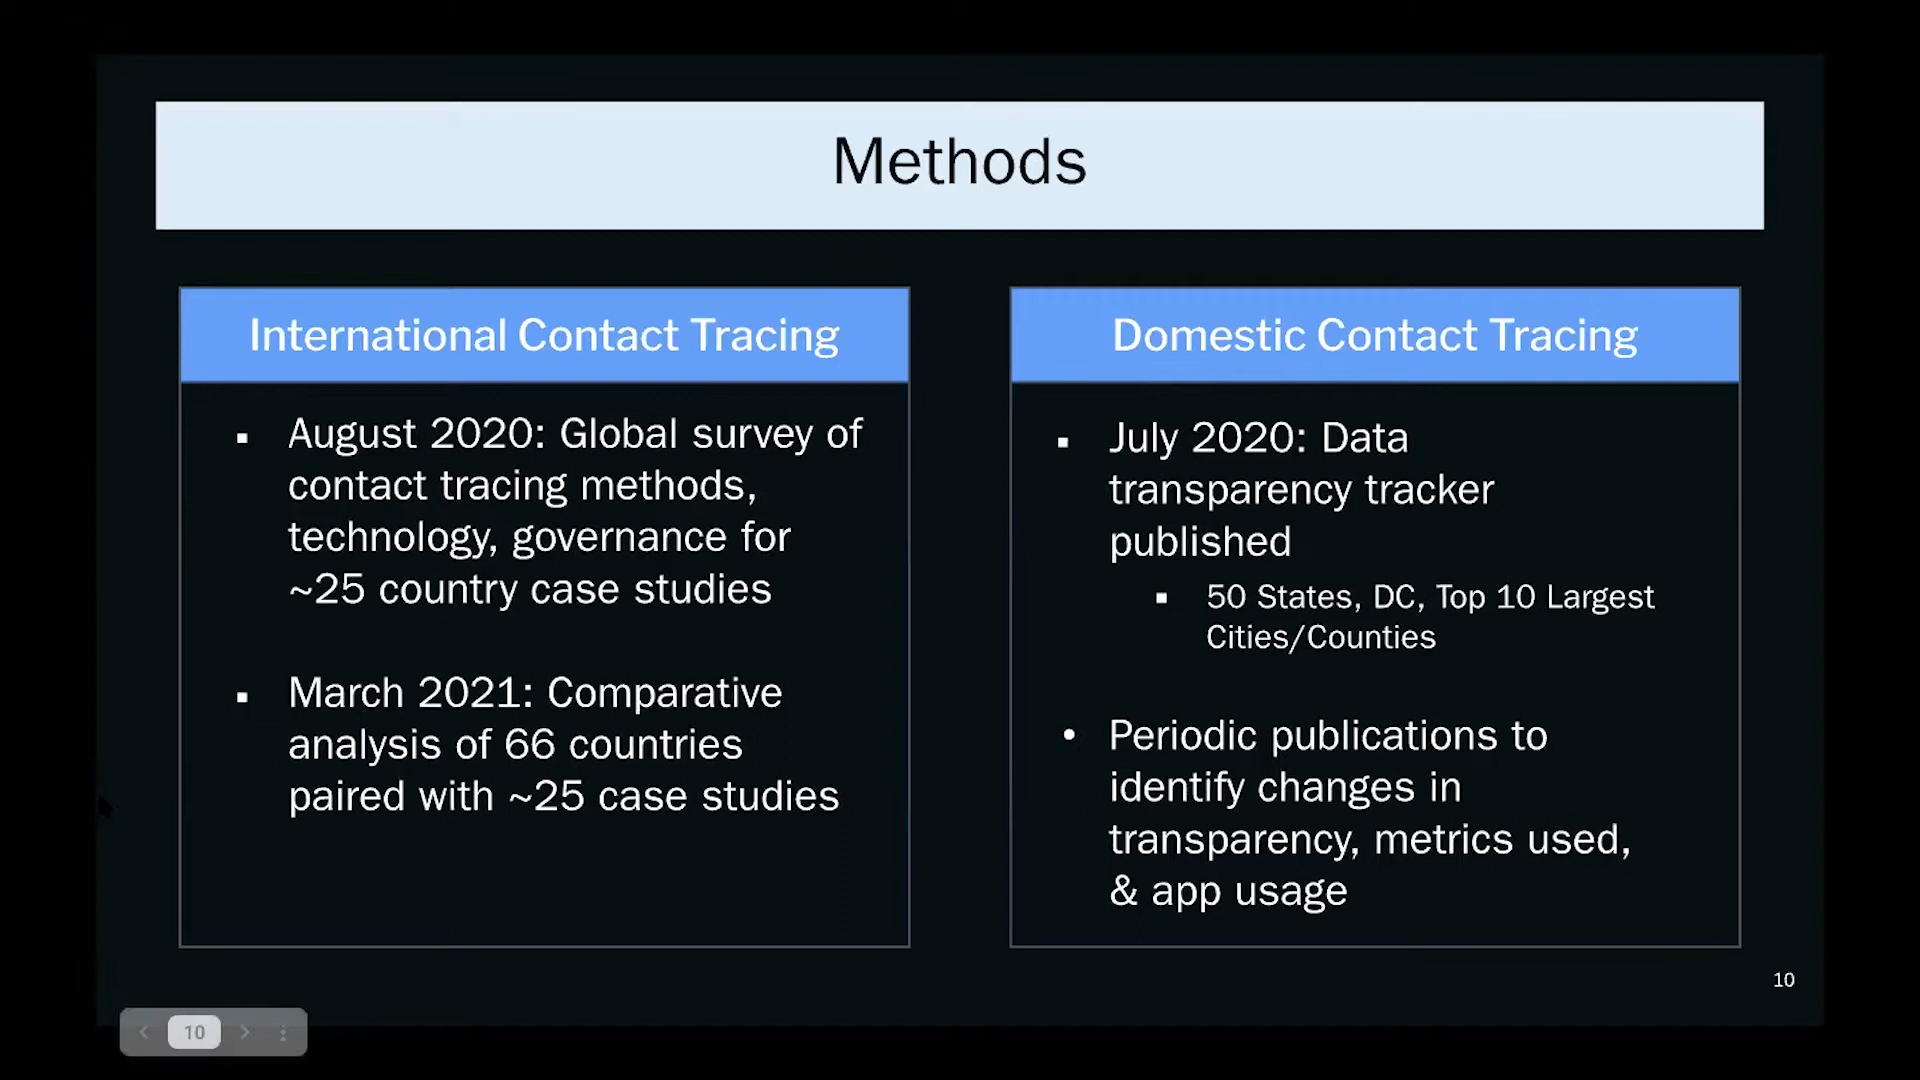 Methods
International Contact Tracing
▪ August 2020: Global survey of
contact tracing methods,
technology, governance for
~25 country case studies
▪ March 2021: Comparative
analysis of 66 countries
paired with ~25 case studies
Domestic Contact Tracing
▪ July 2020: Data
transparency tracker
published
▪ 50 States, DC, Top 10 Largest
Cities/Counties
• Periodic publications to
identify changes in
transparency, metrics used,
& app usage
10
10